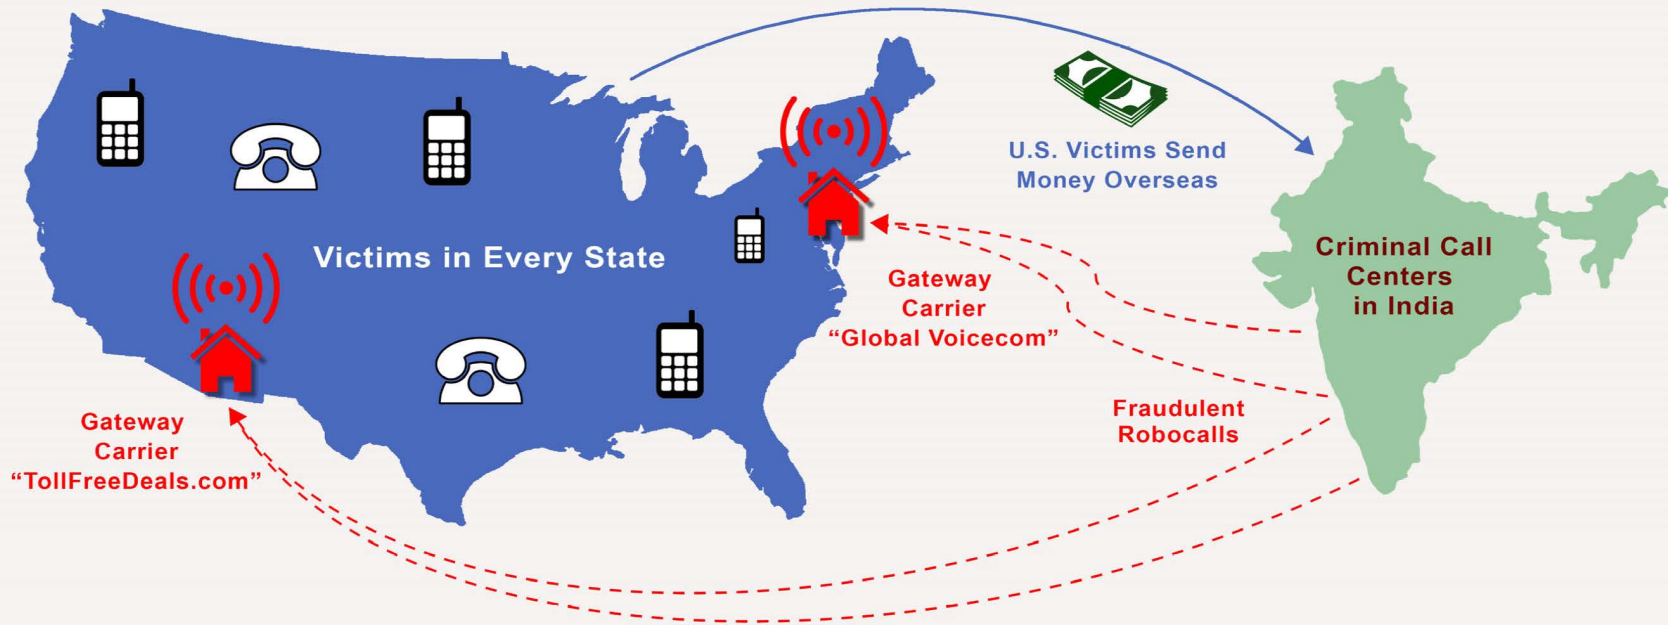 U.S. Victims Send
Money Overseas
Victims in Every State
Criminal Call
Centers
in India
Gateway
Carrier
“Global Voicecom”
Fraudulent
Robocalls
Gateway
Carrier
“TollFreeDeals.com”